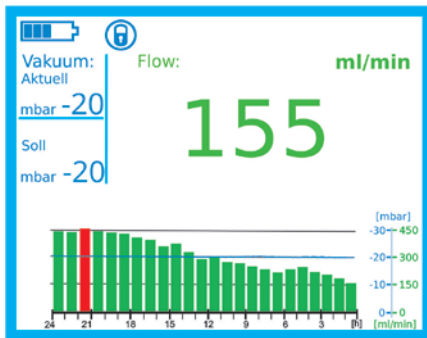 Vakuum:
Aktuell
mbar -20
Soll
mbar -20
Flow:
ml/min
155
[mbar]
-30 450
-20 300
-10 150
0 0
24 21 18 15 12 9 6 3 [h]
[ml/min]